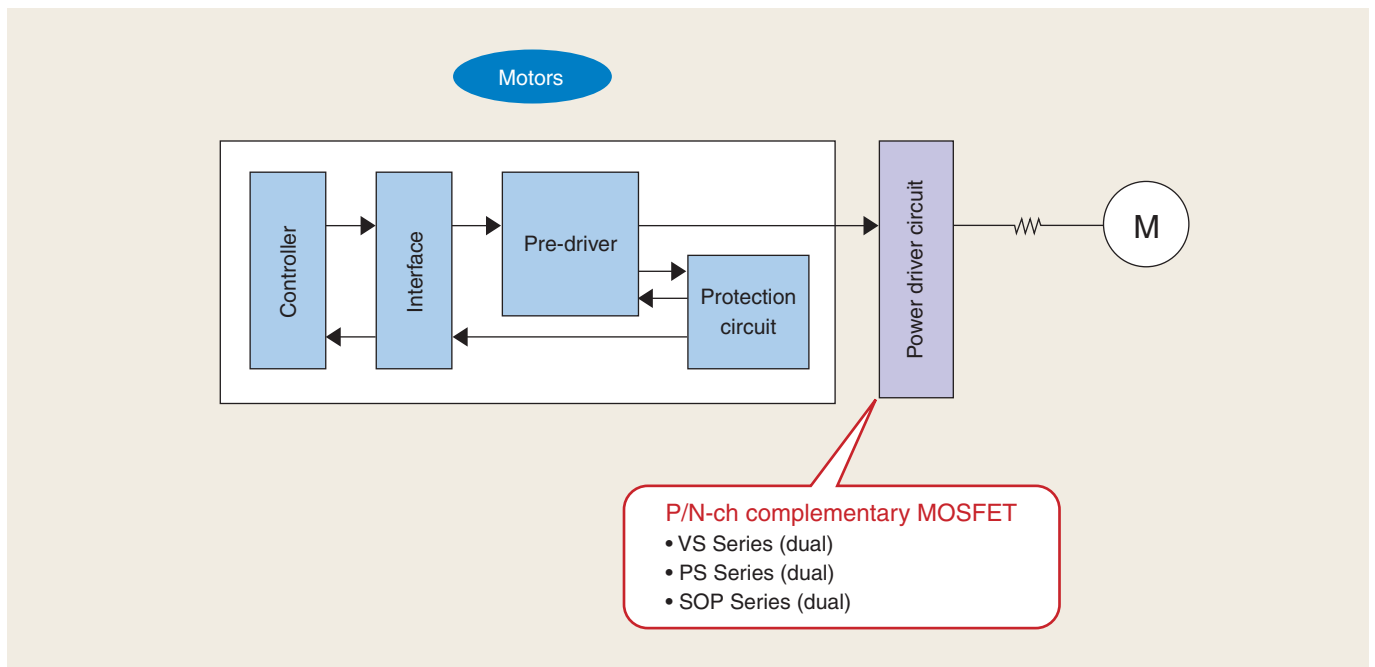 Motors
Controller
Interface
Pre-driver
Protection
circuit
Power driver circuit
M
P/N-ch complementary MOSFET
• VS Series (dual)
• PS Series (dual)
• SOP Series (dual)